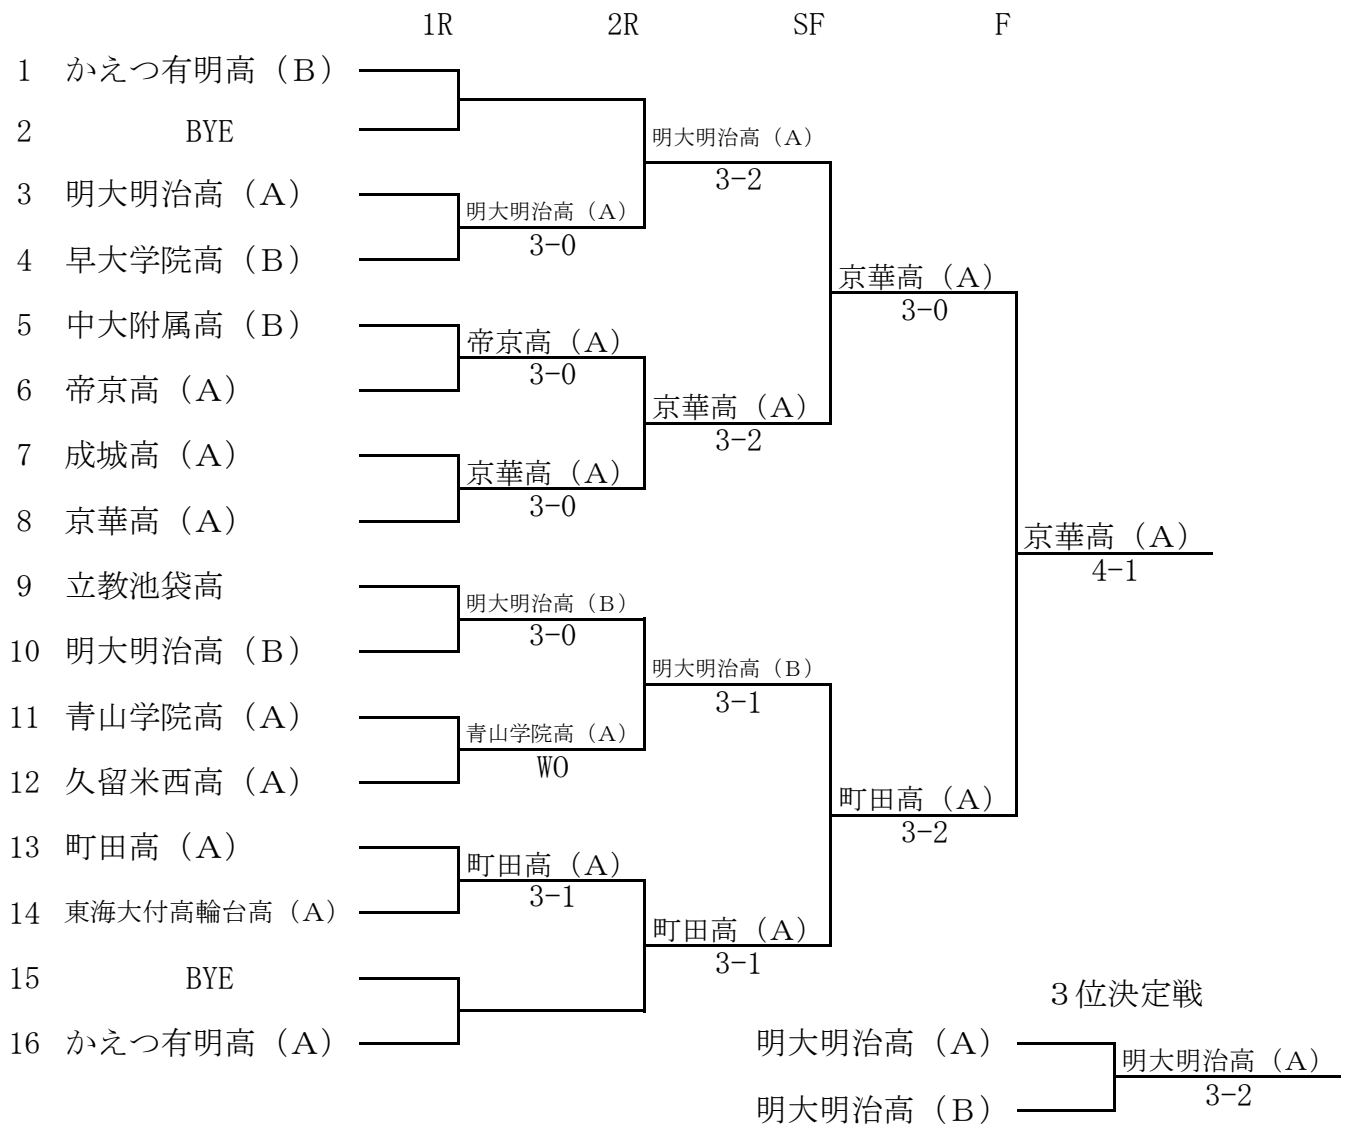 1R 2R SF F
1 かえつ有明高（Ｂ）
2 BYE
明大明治高（Ａ）
3-2
3 明大明治高（Ａ）
明大明治高（Ａ）
3-0
4 早大学院高（Ｂ）
京華高（Ａ）
3-0
5 中大附属高（Ｂ）
帝京高（Ａ）
3-0
6 帝京高（Ａ）
京華高（Ａ）
3-2
7 成城高（Ａ）
京華高（Ａ）
3-0
8 京華高（Ａ）
京華高（Ａ）
4-1
9 立教池袋高
明大明治高（Ｂ）
3-0
10 明大明治高（Ｂ）
明大明治高（Ｂ）
3-1
11 青山学院高（Ａ）
青山学院高（Ａ）
WO
12 久留米西高（Ａ）
町田高（Ａ）
3-2
13 町田高（Ａ）
町田高（Ａ）
3-1
14 東海大付高輪台高（Ａ）
町田高（Ａ）
3-1
15 BYE
16 かえつ有明高（Ａ）
３位決定戦
明大明治高（Ａ）
明大明治高（Ａ）
3-2
明大明治高（Ｂ）